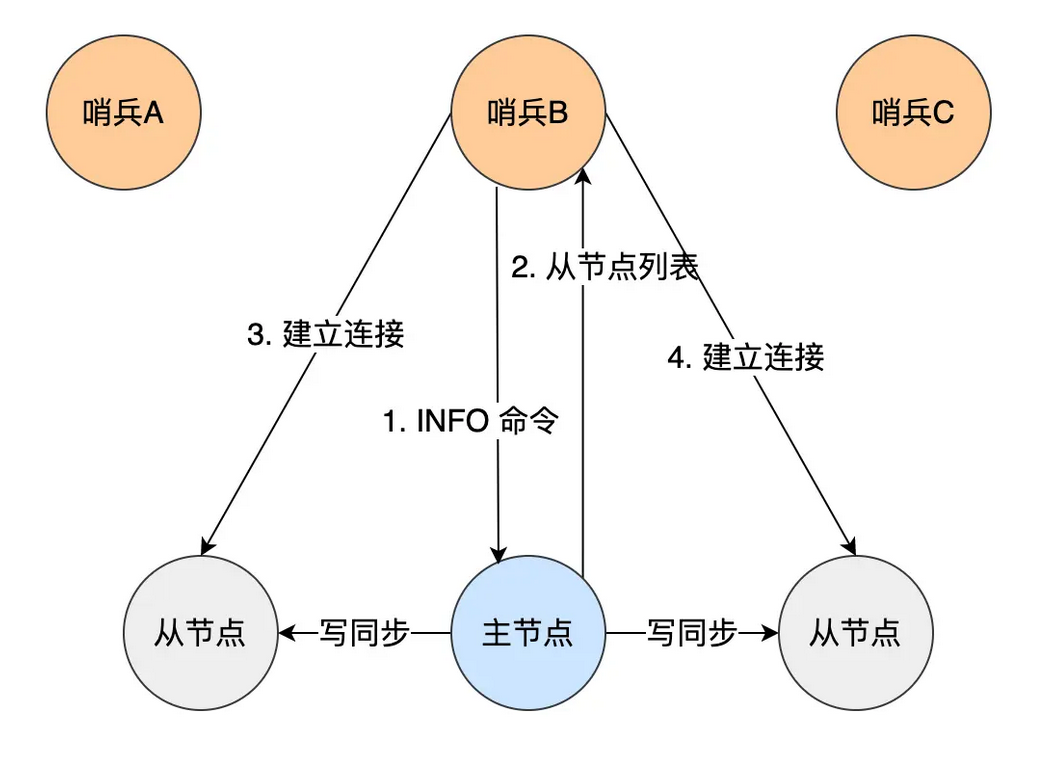 哨兵A
哨兵B
哨兵C
2. 从节点列表
3. 建立连接
4. 建立连接
1. INFO 命令
从节点
写同步
主节点
写同步
从节点